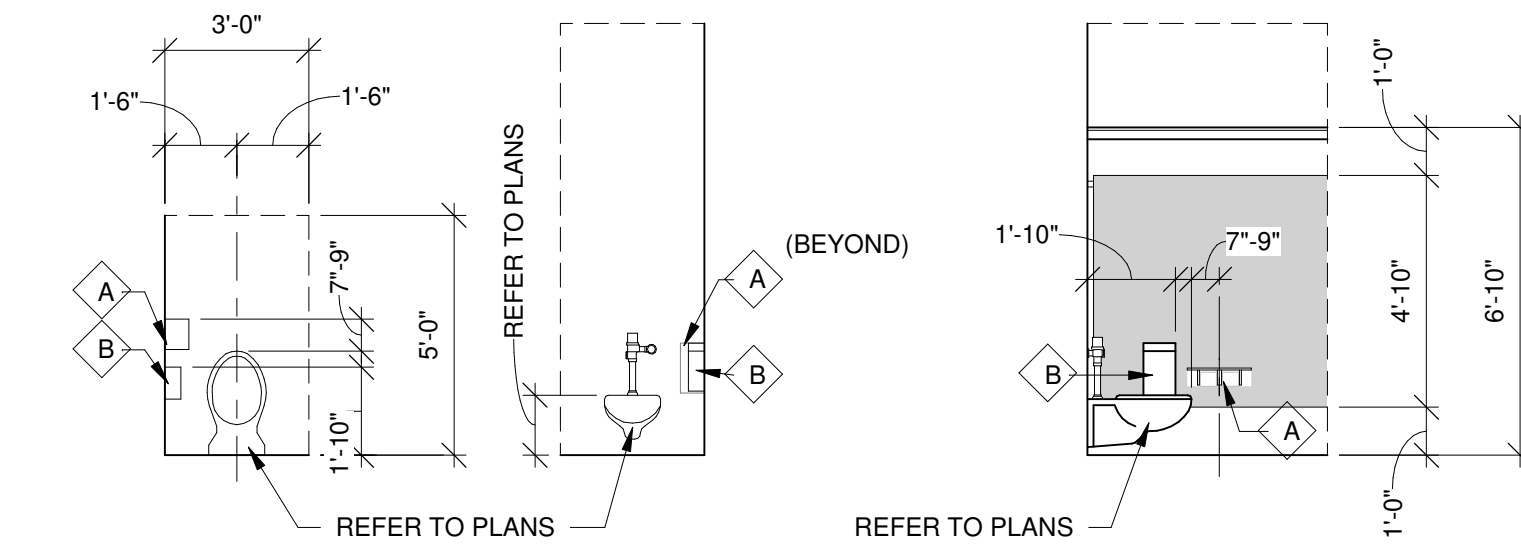 3'-0"
1'-6"
1'-6"
A
B
7"-9"
1'-10"
5'-0"
REFER TO PLANS
(BEYOND)
A
B
REFER TO PLANS
1'-10"
7"-9"
B
A
REFER TO PLANS
1'-0"
4'-10"
1'-0"
6'-10"